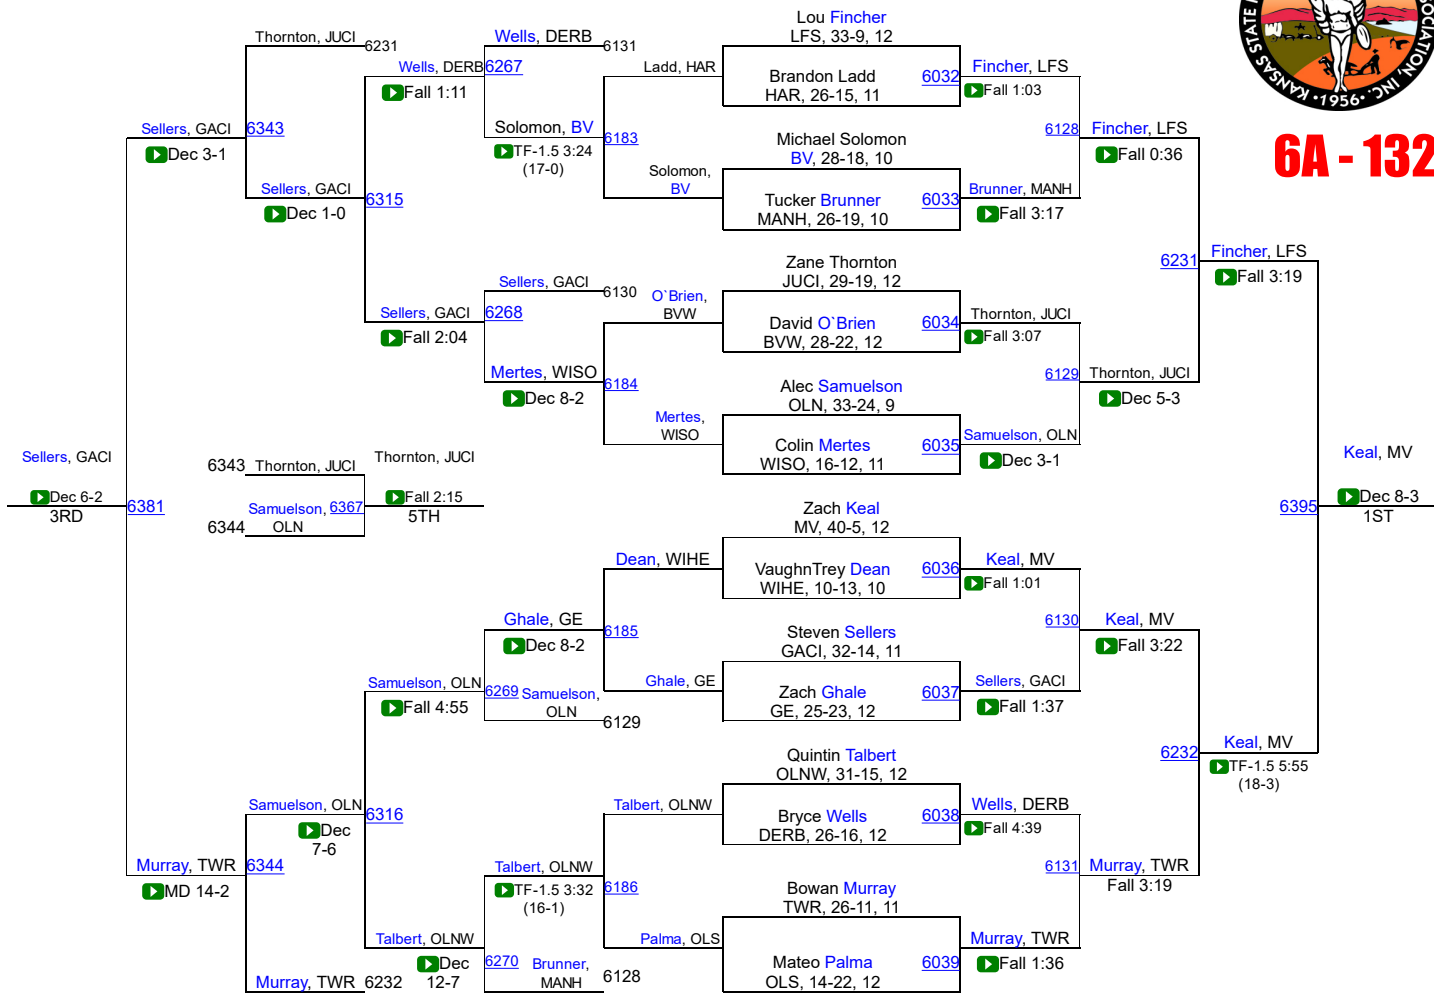 Lou Fincher
LFS, 33-9, 12
Brandon Ladd
HAR, 26-15, 11
6032
Michael Solomon
BV, 28-18, 10
Tucker Brunner
MANH, 26-19, 10
6033
Zane Thornton
JUCI, 29-19, 12
David O`Brien
BVW, 28-22, 12
6034
Alec Samuelson
OLN, 33-24, 9
Colin Mertes
WISO, 16-12, 11
6035
Zach Keal
MV, 40-5, 12
VaughnTrey Dean
WIHE, 10-13, 10
6036
Steven Sellers
GACI, 32-14, 11
Zach Ghale
GE, 25-23, 12
6037
Quintin Talbert
OLNW, 31-15, 12
Bryce Wells
DERB, 26-16, 12
6038
Bowan Murray
TWR, 26-11, 11
Mateo Palma
OLS, 14-22, 12
6039
Fincher, LFS
Fall 1:03
6128
Brunner, MANH
Fall 3:17
Thornton, JUCI
Fall 3:07
6129
Samuelson, OLN
Dec 3-1
Keal, MV
Fall 1:01
6130
Sellers, GACI
Fall 1:37
Wells, DERB
Fall 4:39
6131
Murray, TWR
Fall 1:36
Fincher, LFS
Fall 0:36
6231
Thornton, JUCI
Dec 5-3
Keal, MV
Fall 3:22
6232
Murray, TWR
Fall 3:19
Fincher, LFS
Fall 3:19
6395
Keal, MV
TF-1.5 5:55
(18-3)
Keal, MV
Dec 8-3
1ST
Ladd, HAR
6183
Solomon,
BV
O`Brien,
BVW
6184
Mertes,
WISO
Dean, WIHE
6185
Ghale, GE
Talbert, OLNW
6186
Palma, OLS
Wells, DERB
6131
6267
Solomon, BV
TF-1.5 3:24
(17-0)
Sellers, GACI
6130
6268
Mertes, WISO
Dec 8-2
Ghale, GE
Dec 8-2
6269
Samuelson,
OLN
6129
Talbert, OLNW
TF-1.5 3:32
(16-1)
6270
Brunner,
MANH
6128
Wells, DERB
Fall 1:11
6315
Sellers, GACI
Fall 2:04
Samuelson, OLN
Fall 4:55
6316
Talbert, OLNW
Dec
12-7
Thornton, JUCI
6231
6343
Sellers, GACI
Dec 1-0
Samuelson, OLN
Dec
7-6
6344
Murray, TWR
6232
Sellers, GACI
Dec 3-1
6381
Murray, TWR
MD 14-2
Sellers, GACI
Dec 6-2
3RD
6343
Thornton, JUCI
6344
Samuelson,
OLN
6367
Thornton, JUCI
Fall 2:15
5TH
KANSAS STATE
SOCIATION, INC.
•1956•
6A - 132